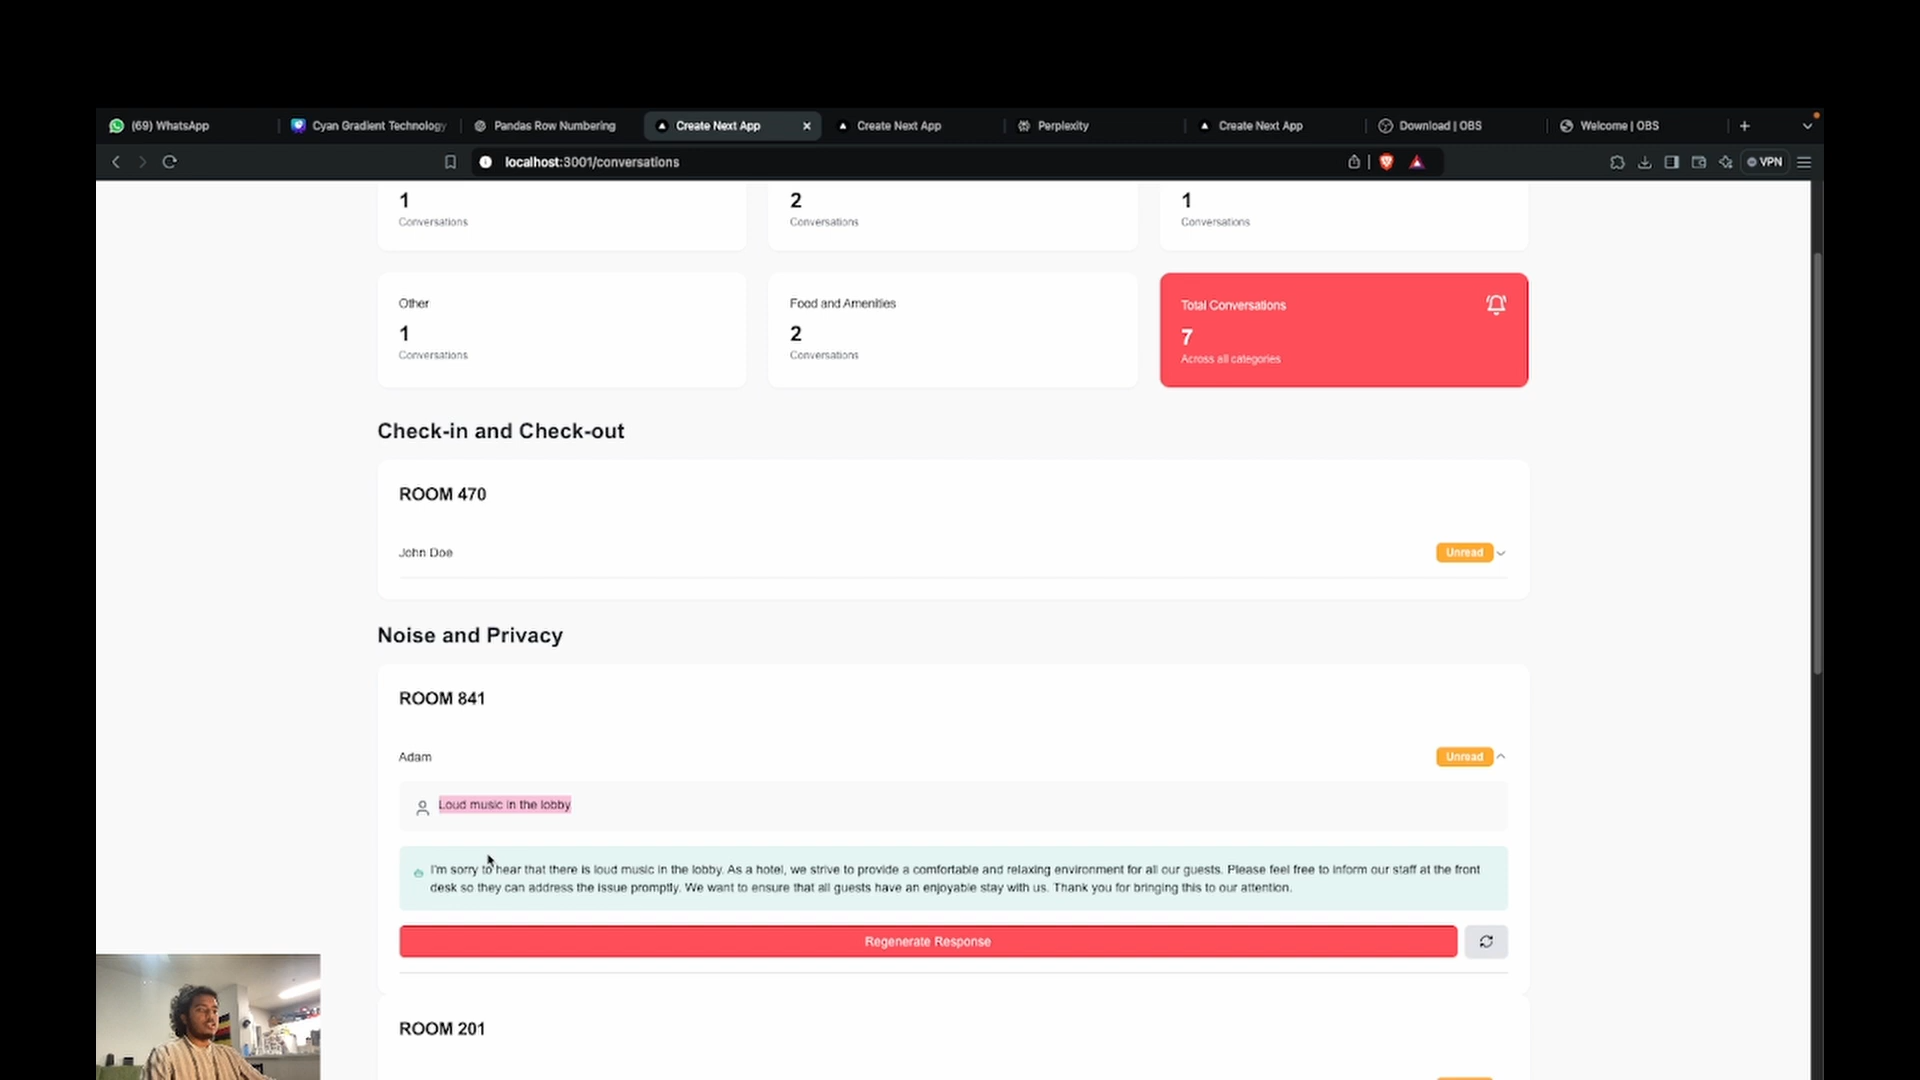 (69) WhatsApp
Cyan Gradient Technology
Pandas Row Numbering
Create Next App
Create Next App
Perplexity
Create Next App
Download | OBS
Welcome | OBS
localhost:3001/conversations
VPN
1
Conversations
2
Conversations
1
Conversations
Other
1
Conversations
Food and Amenities
2
Conversations
Total Conversations
7
Across all categories
Check-in and Check-out
ROOM 470
John Doe
Unread
Noise and Privacy
ROOM 841
Adam
Unread
Loud music in the lobby
I'm sorry to hear that there is loud music in the lobby. As a hotel, we strive to provide a comfortable and relaxing environment for all our guests. Please feel free to inform our staff at the front
desk so they can address the issue promptly. We want to ensure that all guests have an enjoyable stay with us. Thank you for bringing this to our attention.
Regenerate Response
ROOM 201